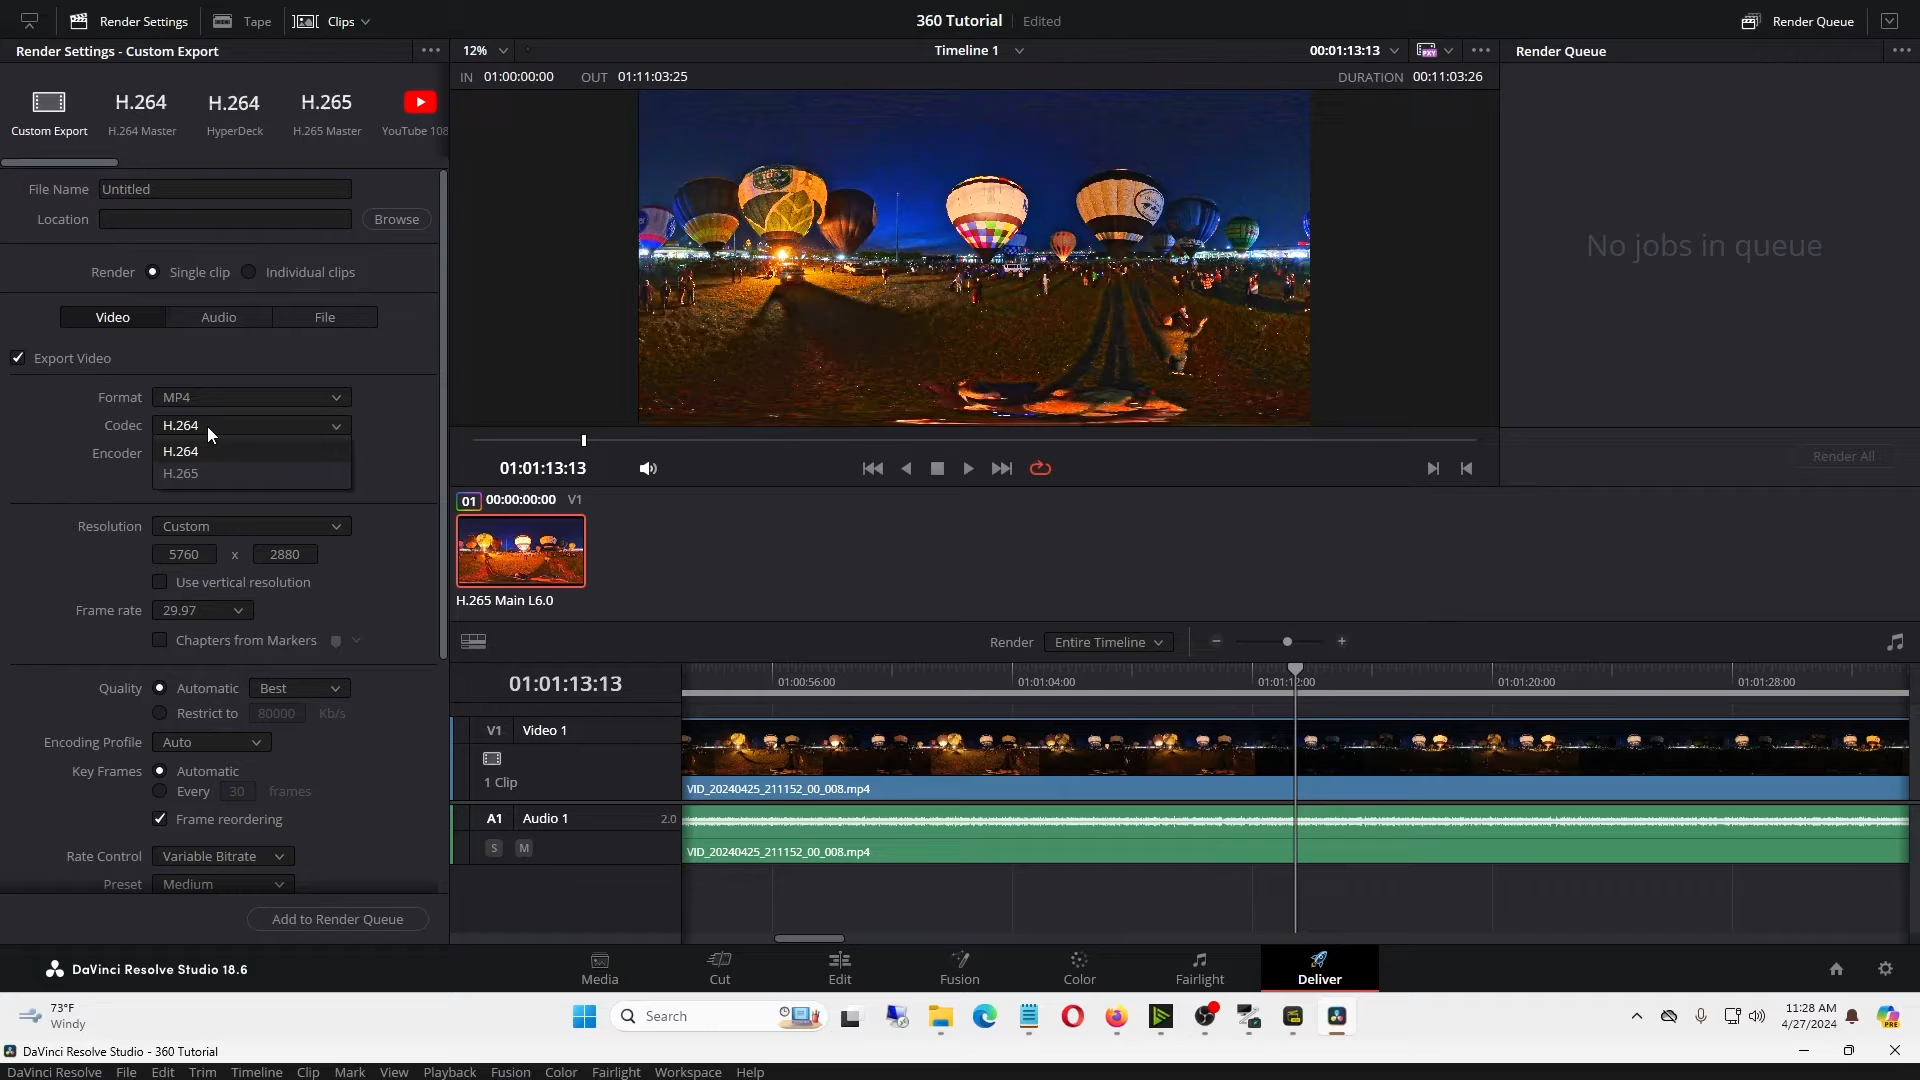 Render Settings
Tape
Clips
360 Tutorial
Edited
Render Queue
Render Settings - Custom Export
12%
Timeline 1
00:01:13:13
Render Queue
IN 01:00:00:00
OUT 01:11:03:25
DURATION 00:11:03:26
H.264
H.264
H.265
Custom Export
H.264 Master
HyperDeck
H.265 Master
YouTube 108
File Name Untitled
Location
Browse
Render Single clip Individual clips
No jobs in queue
Video
Audio
File
Export Video
Format MP4
Codec H.264
Encoder
H.264
H.265
01:01:13:13
Render All
01 00:00:00:00 V1
H.265 Main L6.0
Resolution Custom
5760 x 2880
Use vertical resolution
Frame rate 29.97
Chapters from Markers
Render Entire Timeline
Quality Automatic Best
Restrict to 80000 Kb/s
Encoding Profile Auto
Key Frames Automatic
Every 30 frames
Frame reordering
Rate Control Variable Bitrate
Preset Medium
Add to Render Queue
01:01:13:13
01:00:56:00
01:01:04:00
01:01:12:00
01:01:20:00
01:01:28:00
V1 Video 1
1 Clip
VID_20240425_211152_00_008.mp4
A1 Audio 1 2.0
S M
VID_20240425_211152_00_008.mp4
DaVinci Resolve Studio 18.6
Media
Cut
Edit
Fusion
Color
Fairlight
Deliver
73°F
Windy
Search
11:28 AM
4/27/2024
DaVinci Resolve Studio - 360 Tutorial
DaVinci Resolve File Edit Trim Timeline Clip Mark View Playback Fusion Color Fairlight Workspace Help